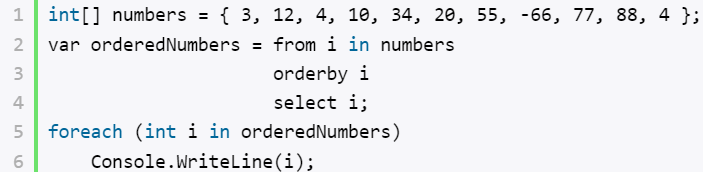 1 int[] numbers = { 3, 12, 4, 10, 34, 20, 55, -66, 77, 88, 4 };
2 var orderedNumbers = from i in numbers
3                      orderby i
4                      select i;
5 foreach (int i in orderedNumbers)
6     Console.WriteLine(i);